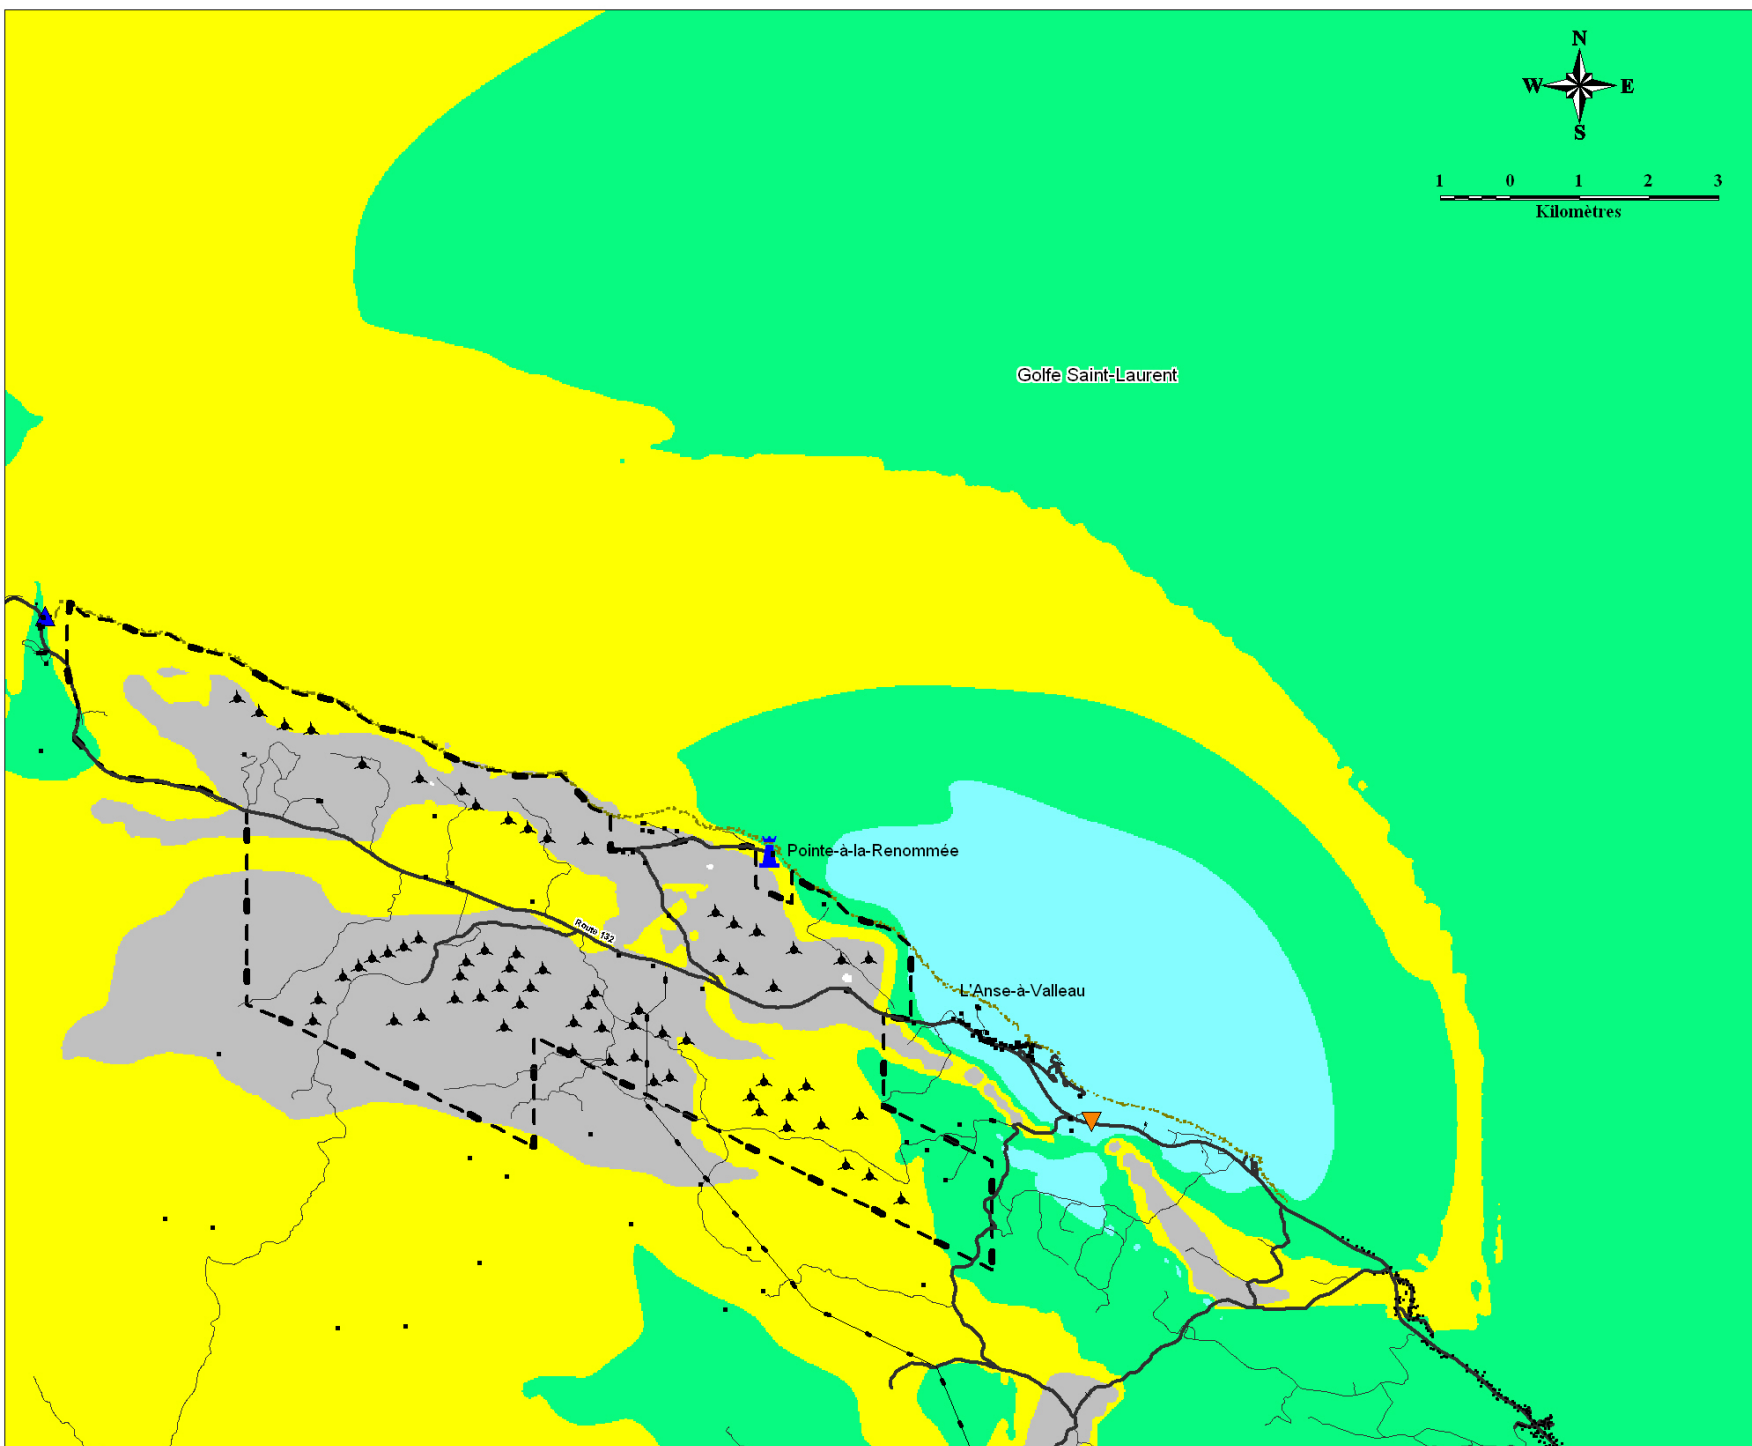 N
W E
S
1 0 1 2 3
Kilomètres
Golfe Saint-Laurent
Pointe-à-la-Renommée
Route 132
L'Anse-à-Valleau